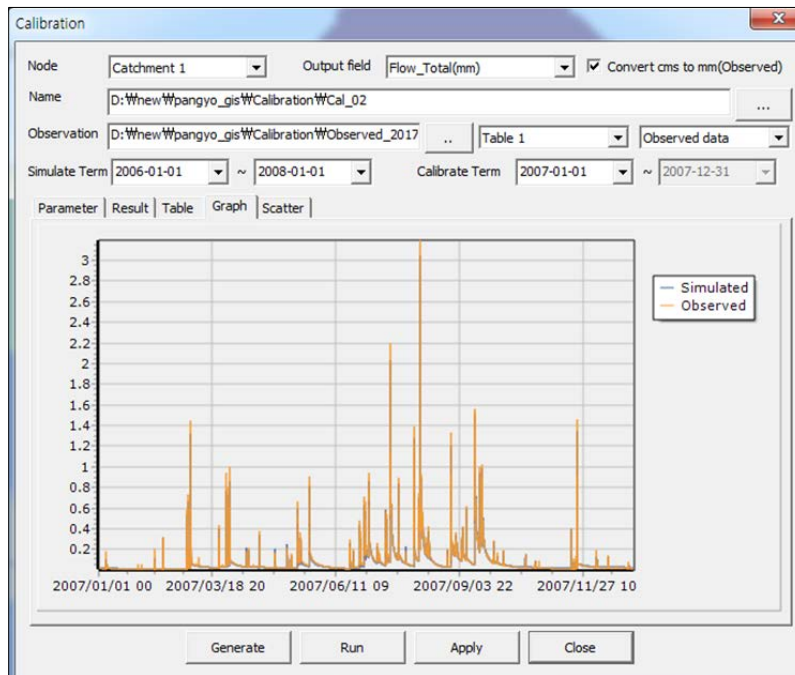 Calibration
Node Catchment 1 Output field Flow_Total(mm) Convert cms to mm(Observed)
Name D:₩new₩pangyo_gis₩Calibration₩Cal_02 ...
Observation D:₩new₩pangyo_gis₩Calibration₩Observed_2017 .. Table 1 Observed data
Simulate Term 2006-01-01 ~ 2008-01-01 Calibrate Term 2007-01-01 ~ 2007-12-31
Parameter Result Table Graph Scatter
3
2.8
2.6
2.4
2.2
2
1.8
1.6
1.4
1.2
1
0.8
0.6
0.4
0.2
2007/01/01 00 2007/03/18 20 2007/06/11 09 2007/09/03 22 2007/11/27 10
Simulated
Observed
Generate Run Apply Close